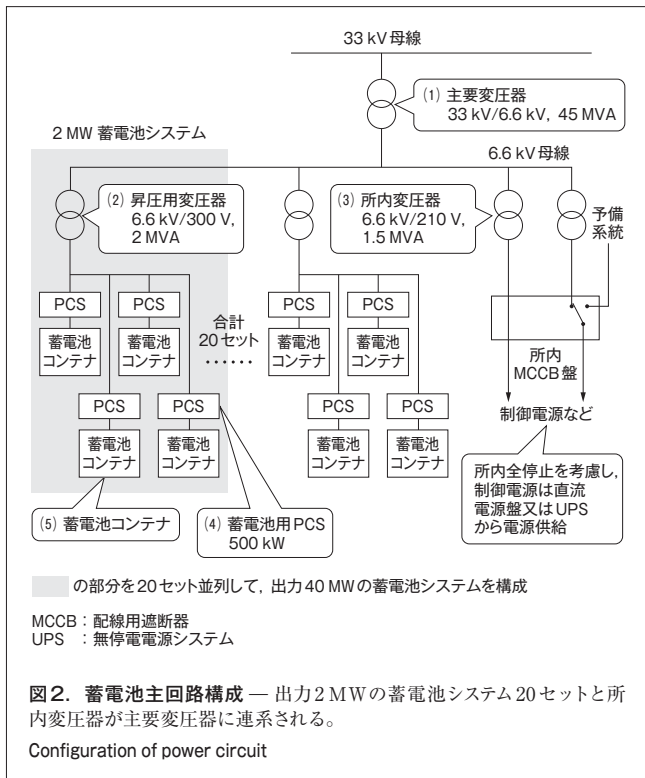 33 kV母線
(1) 主要変圧器
33 kV/6.6 kV, 45 MVA
2 MW 蓄電池システム
6.6 kV母線
(2) 昇圧用変圧器
6.6 kV/300 V,
2 MVA
(3) 所内変圧器
6.6 kV/210 V,
1.5 MVA
予備
系統
PCS
PCS
蓄電池
コンテナ
蓄電池
コンテナ
PCS
PCS
蓄電池
コンテナ
蓄電池
コンテナ
合計
20セット
……
PCS
PCS
蓄電池
コンテナ
蓄電池
コンテナ
PCS
PCS
蓄電池
コンテナ
蓄電池
コンテナ
所内
MCCB盤
制御電源など
所内全停止を考慮し,
制御電源は直流
電源盤又はUPS
から電源供給
(5) 蓄電池コンテナ
(4) 蓄電池用PCS
500 kW
の部分を20セット並列して, 出力40 MWの蓄電池システムを構成
MCCB：配線用遮断器
UPS ：無停電電源システム
図2. 蓄電池主回路構成 — 出力2 MWの蓄電池システム20セットと所
内変圧器が主要変圧器に連系される。
Configuration of power circuit